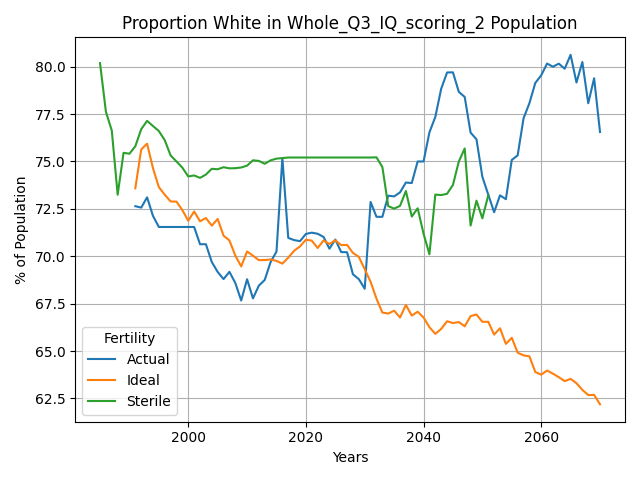 Proportion White in Whole_Q3_IQ_scoring_2 Population
% of Population
80.0
77.5
75.0
72.5
70.0
67.5
65.0
62.5
Fertility
Actual
Ideal
Sterile
2000 2020 2040 2060
Years